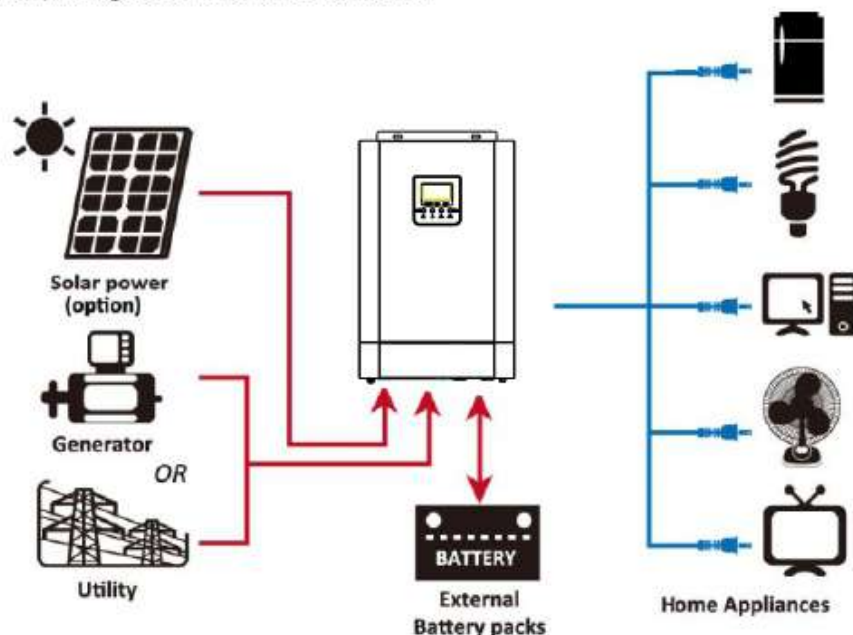 Solar power
(option)
Generator
OR
Utility
BATTERY
External
Battery packs
Home Appliances